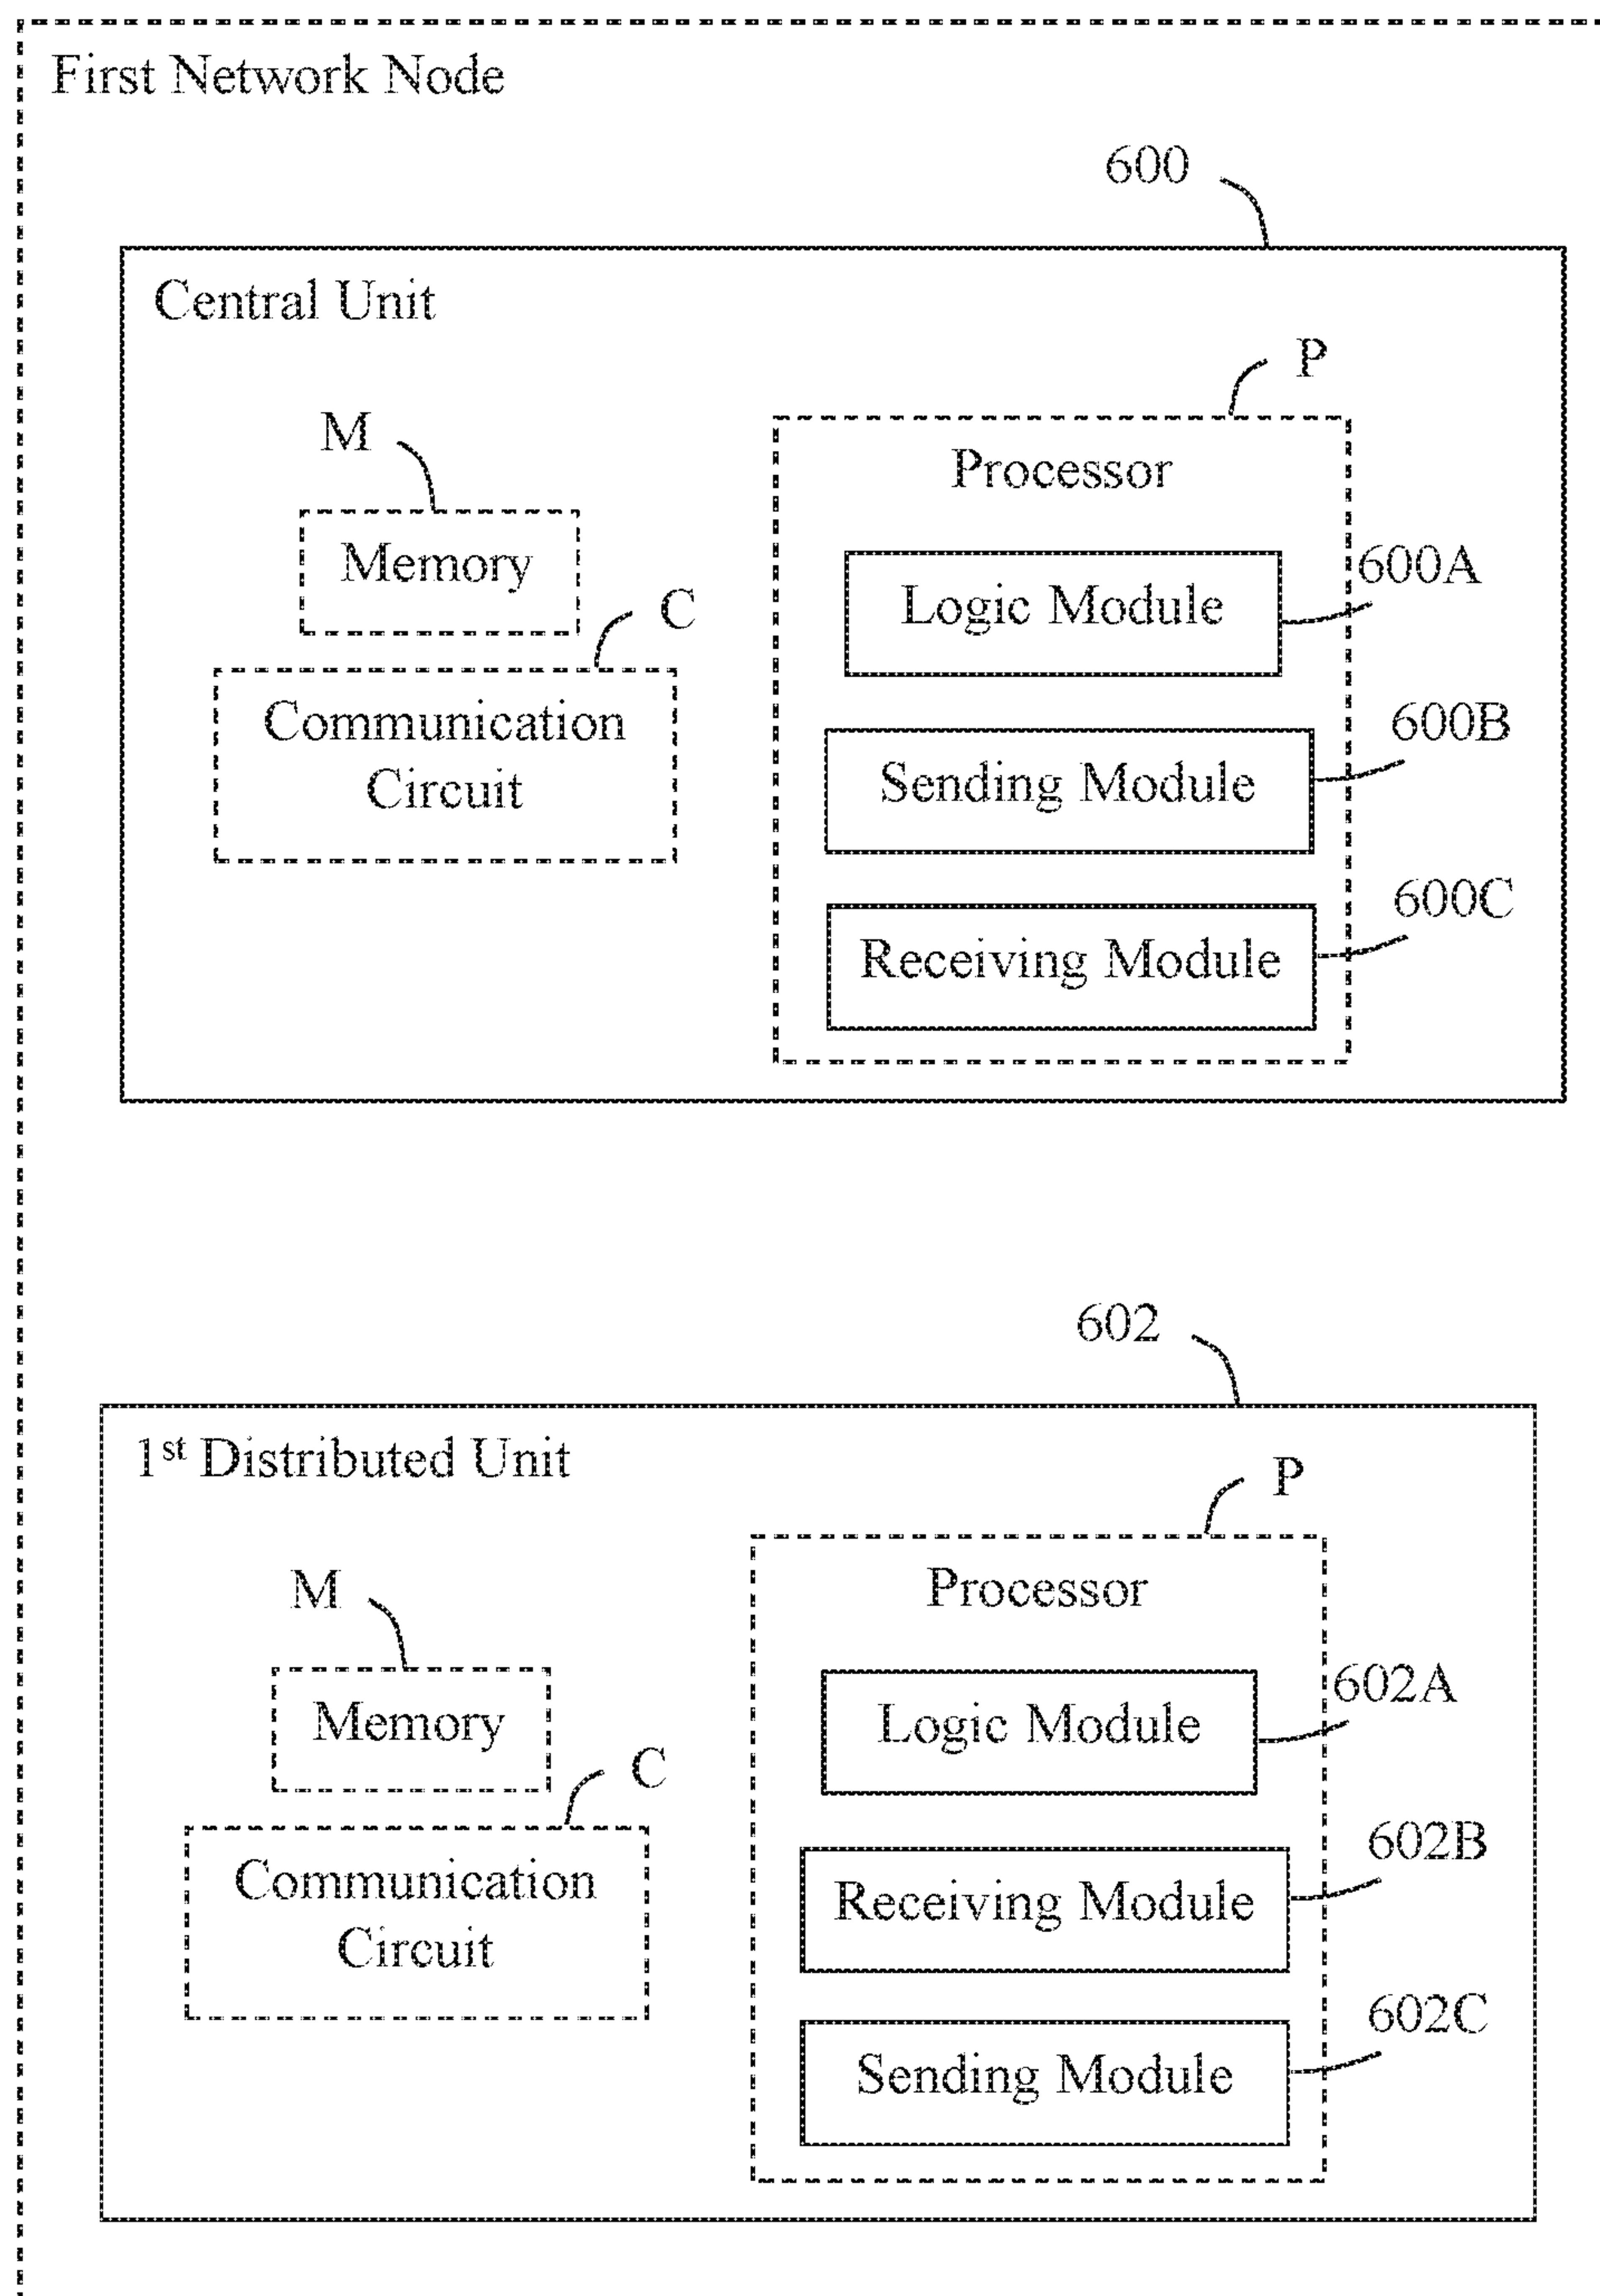 First Network Node
600
Central Unit
P
M
Processor
Memory
600A
Logic Module
C
Communication
Circuit
600B
Sending Module
600C
Receiving Module
602
1st Distributed Unit
P
M
Processor
Memory
602A
Logic Module
C
Communication
Circuit
602B
Receiving Module
602C
Sending Module